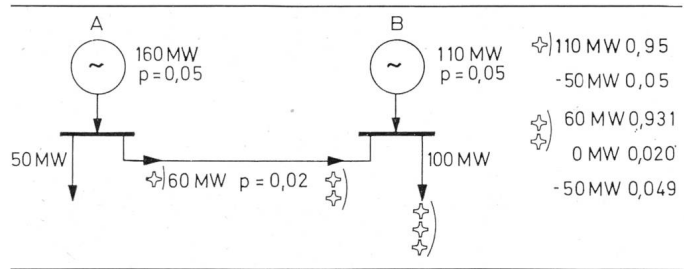 A
B
160 MW
p=0,05
110 MW
p=0,05
~
~
50 MW
100 MW
60 MW p = 0,02
110 MW 0,95
-50 MW 0,05
60 MW 0,931
0 MW 0,020
-50 MW 0,049